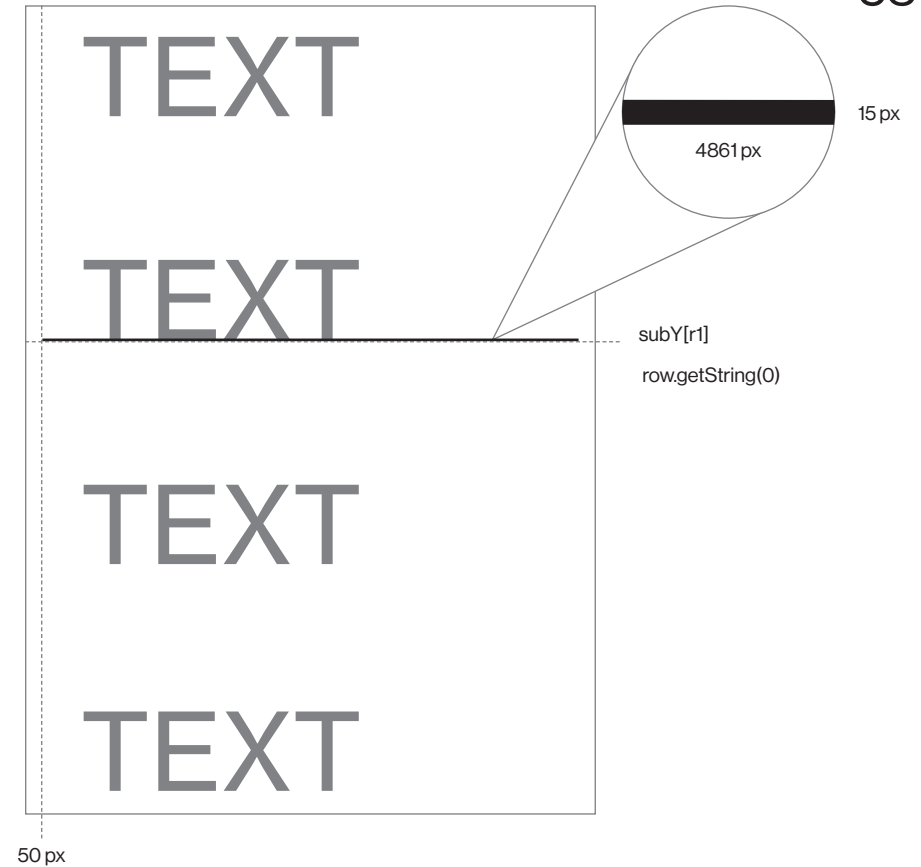 TEXT
15 px
4861 px
TEXT
subY[r1]
row.getString(0)
TEXT
TEXT
50 px